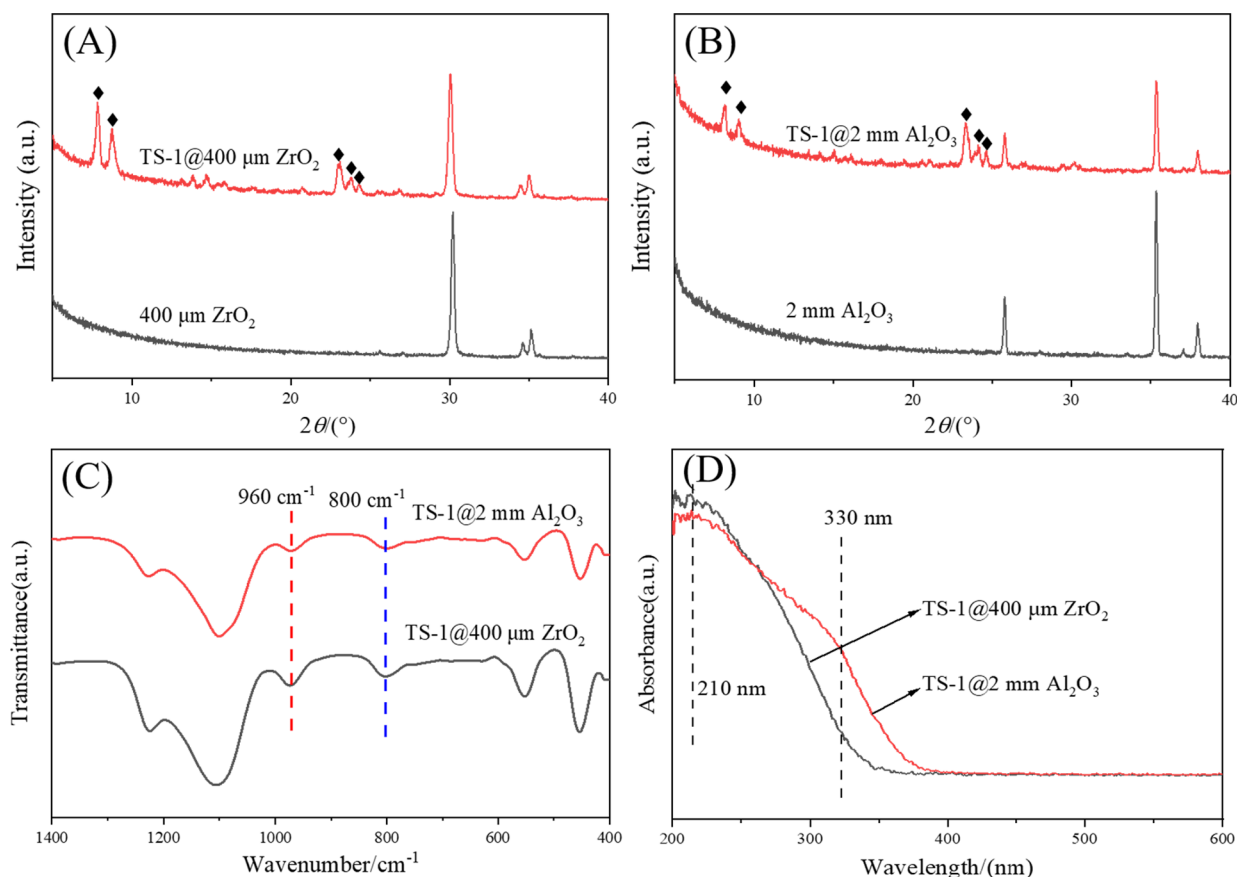 (A)
TS-1@400 μm ZrO₂
400 μm ZrO₂
Intensity (a.u.)
10 20 30 40
2θ/(°)
(B)
TS-1@2 mm Al₂O₃
2 mm Al₂O₃
Intensity (a.u.)
10 20 30 40
2θ/(°)
(C)
960 cm⁻¹
800 cm⁻¹
TS-1@2 mm Al₂O₃
TS-1@400 μm ZrO₂
Transmittance(a.u.)
1400 1200 1000 800 600 400
Wavenumber/cm⁻¹
(D)
330 nm
TS-1@400 μm ZrO₂
210 nm
TS-1@2 mm Al₂O₃
Absorbance(a.u.)
200 300 400 500 600
Wavelength/(nm)